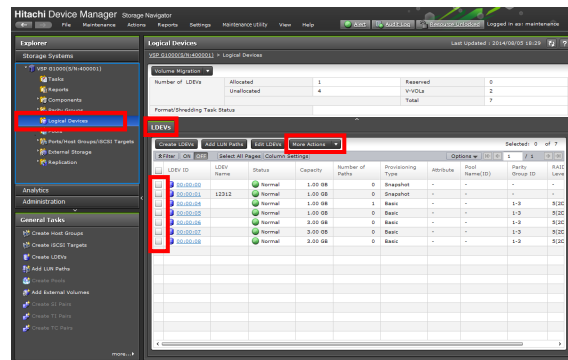 Hitachi Device Manager Storage Navigator
File Maintenance Actions Reports Settings Maintenance Utility View Help Alert Audit Log Resource Unlocked Logged in as: maintenance
Explorer
Storage Systems
VSP G1000(S/N:400001)
Tasks
Reports
Components
Parity Groups
Logical Devices
Pools
Ports/Host Groups/iSCSI Targets
External Storage
Replication
Analytics
Administration
General Tasks
Create Host Groups
Create iSCSI Targets
Create LDEVs
Add LUN Paths
Create Pools
Add External Volumes
Create SI Pairs
Create TI Pairs
Create TC Pairs
more...
Logical Devices
Last Updated : 2014/08/05 18:29
VSP G1000(S/N:400001) > Logical Devices
Volume Migration
Number of LDEVs Allocated 1 Reserved 0
Unallocated 4 V-VOLs 2
Total 7
Format/Shredding Task Status
LDEVs
Create LDEVs Add LUN Paths Edit LDEVs More Actions Selected: 0 of 7
Filter ON OFF Select All Pages Column Settings Options 1 / 1
LDEV ID LDEV Name Status Capacity Number of Paths Provisioning Type Attribute Pool Name(ID) Parity Group ID RAID Leve
00:00:00 Normal 1.00 GB 0 Snapshot - - - -
00:00:01 12312 Normal 1.00 GB 0 Snapshot - - - -
00:00:04 Normal 1.00 GB 1 Basic - - 1-3 5(2D
00:00:05 Normal 1.00 GB 0 Basic - - 1-3 5(2D
00:00:06 Normal 3.00 GB 0 Basic - - 1-3 5(2D
00:00:07 Normal 3.00 GB 0 Basic - - 1-3 5(2D
00:00:08 Normal 3.00 GB 0 Basic - - 1-3 5(2D